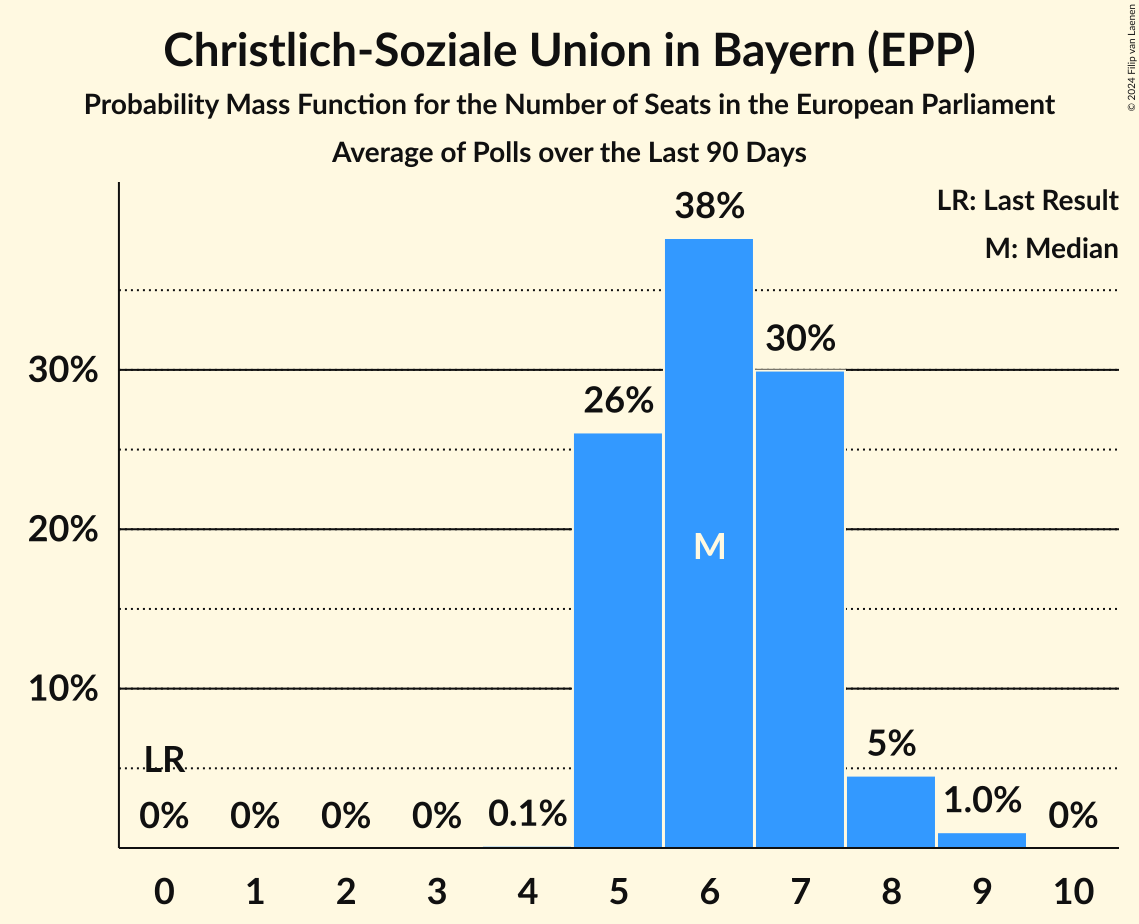 Christlich-Soziale Union in Bayern (EPP)
Probability Mass Function for the Number of Seats in the European Parliament
Average of Polls over the Last 90 Days
© 2024 Filip van Laenen
LR: Last Result
M: Median
38%
30%
30%
26%
20%
M
10%
LR
5%
0% 0% 0% 0% 0.1% 1.0% 0%
0 1 2 3 4 5 6 7 8 9 10